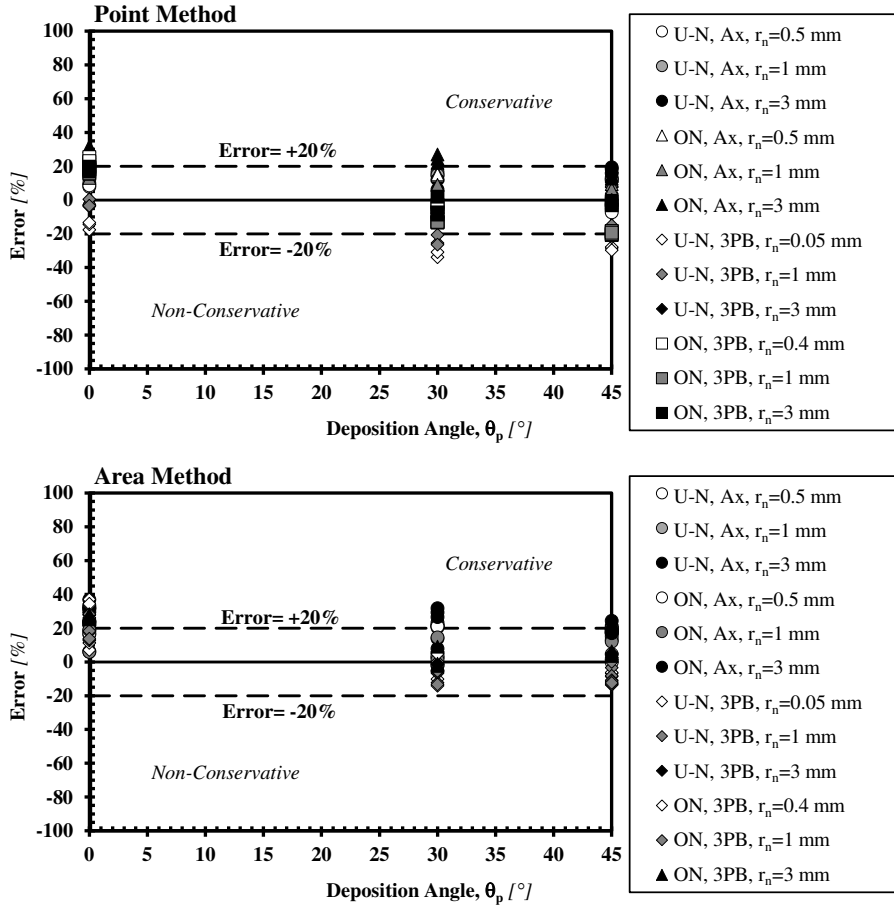 Point Method
100
80
60
40
20
0
-20
-40
-60
-80
-100
Error [%]
Conservative
Error= +20%
Error= -20%
Non-Conservative
0 5 10 15 20 25 30 35 40 45
Deposition Angle, θp [°]
U-N, Ax, rn=0.5 mm
U-N, Ax, rn=1 mm
U-N, Ax, rn=3 mm
ON, Ax, rn=0.5 mm
ON, Ax, rn=1 mm
ON, Ax, rn=3 mm
U-N, 3PB, rn=0.05 mm
U-N, 3PB, rn=1 mm
U-N, 3PB, rn=3 mm
ON, 3PB, rn=0.4 mm
ON, 3PB, rn=1 mm
ON, 3PB, rn=3 mm
Area Method
100
80
60
40
20
0
-20
-40
-60
-80
-100
Error [%]
Conservative
Error= +20%
Error= -20%
Non-Conservative
0 5 10 15 20 25 30 35 40 45
Deposition Angle, θp [°]
U-N, Ax, rn=0.5 mm
U-N, Ax, rn=1 mm
U-N, Ax, rn=3 mm
ON, Ax, rn=0.5 mm
ON, Ax, rn=1 mm
ON, Ax, rn=3 mm
U-N, 3PB, rn=0.05 mm
U-N, 3PB, rn=1 mm
U-N, 3PB, rn=3 mm
ON, 3PB, rn=0.4 mm
ON, 3PB, rn=1 mm
ON, 3PB, rn=3 mm